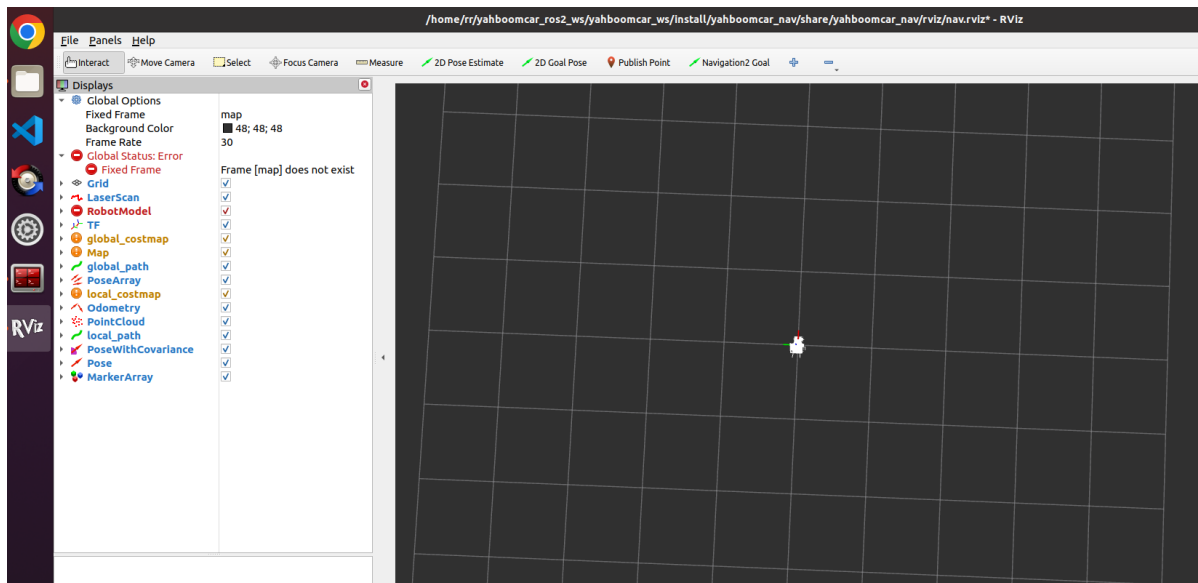 /home/rr/yahboomcar_ros2_ws/yahboomcar_ws/install/yahboomcar_nav/share/yahboomcar_nav/rviz/nav.rviz* - RViz
File Panels Help
Interact Move Camera Select Focus Camera Measure 2D Pose Estimate 2D Goal Pose Publish Point Navigation2 Goal
Displays
Global Options
Fixed Frame map
Background Color 48; 48; 48
Frame Rate 30
Global Status: Error
Fixed Frame Frame [map] does not exist
Grid
LaserScan
RobotModel
TF
global_costmap
Map
global_path
PoseArray
local_costmap
Odometry
PointCloud
local_path
PoseWithCovariance
Pose
MarkerArray
RViz